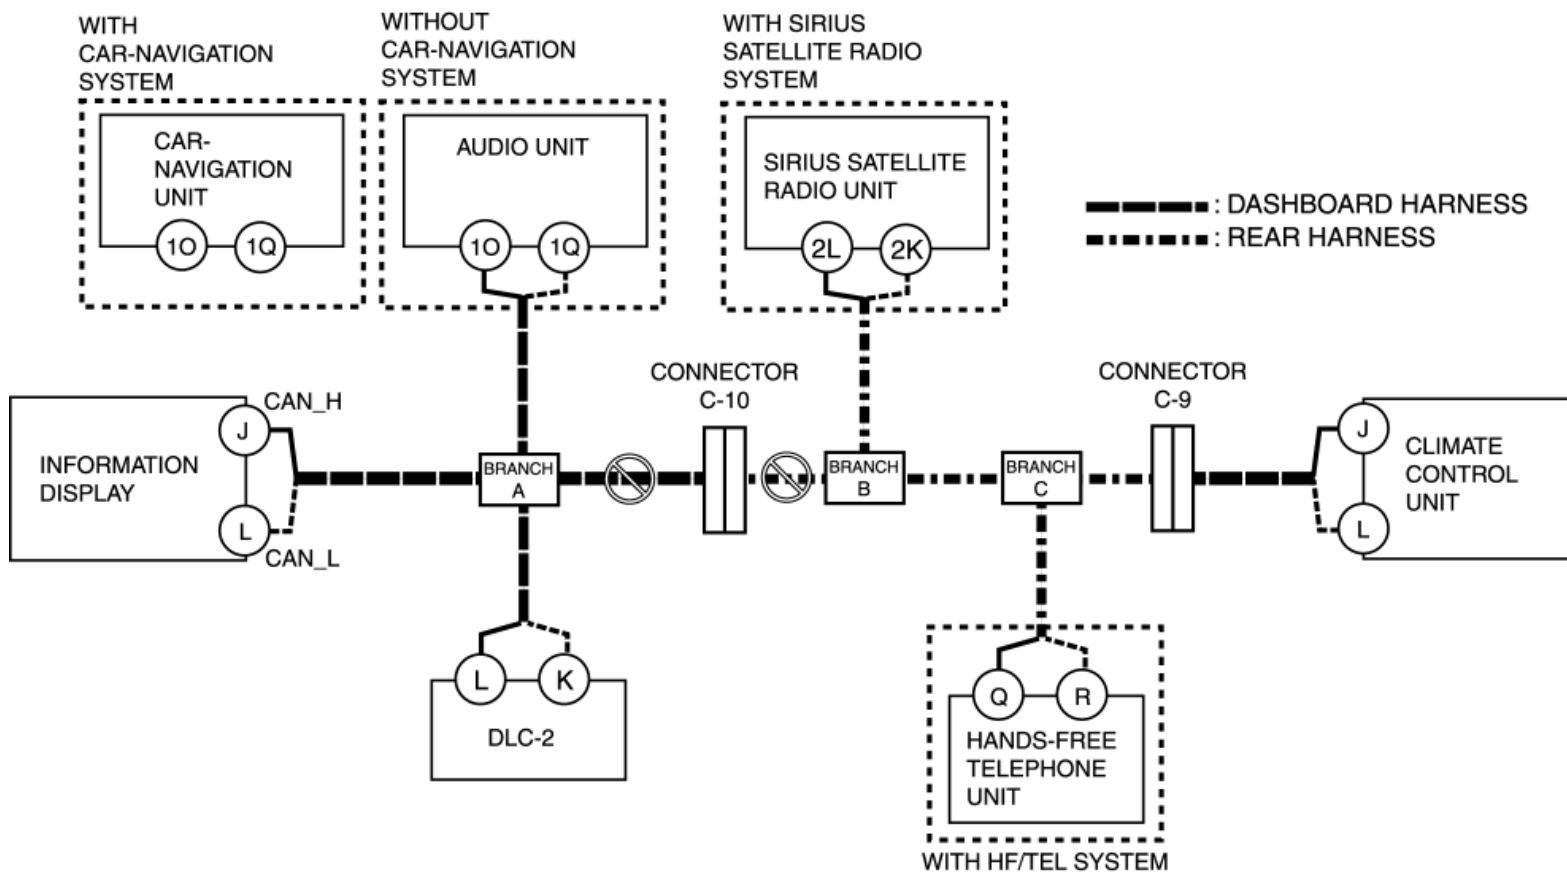 WITH
CAR-NAVIGATION
SYSTEM
WITHOUT
CAR-NAVIGATION
SYSTEM
WITH SIRIUS
SATELLITE RADIO
SYSTEM
CAR-
NAVIGATION
UNIT
1O
1Q
AUDIO UNIT
1O
1Q
SIRIUS SATELLITE
RADIO UNIT
2L
2K
: DASHBOARD HARNESS
: REAR HARNESS
INFORMATION
DISPLAY
J
CAN_H
L
CAN_L
BRANCH
A
CONNECTOR
C-10
BRANCH
B
BRANCH
C
CONNECTOR
C-9
J
L
CLIMATE
CONTROL
UNIT
L
K
DLC-2
Q
R
HANDS-FREE
TELEPHONE
UNIT
WITH HF/TEL SYSTEM